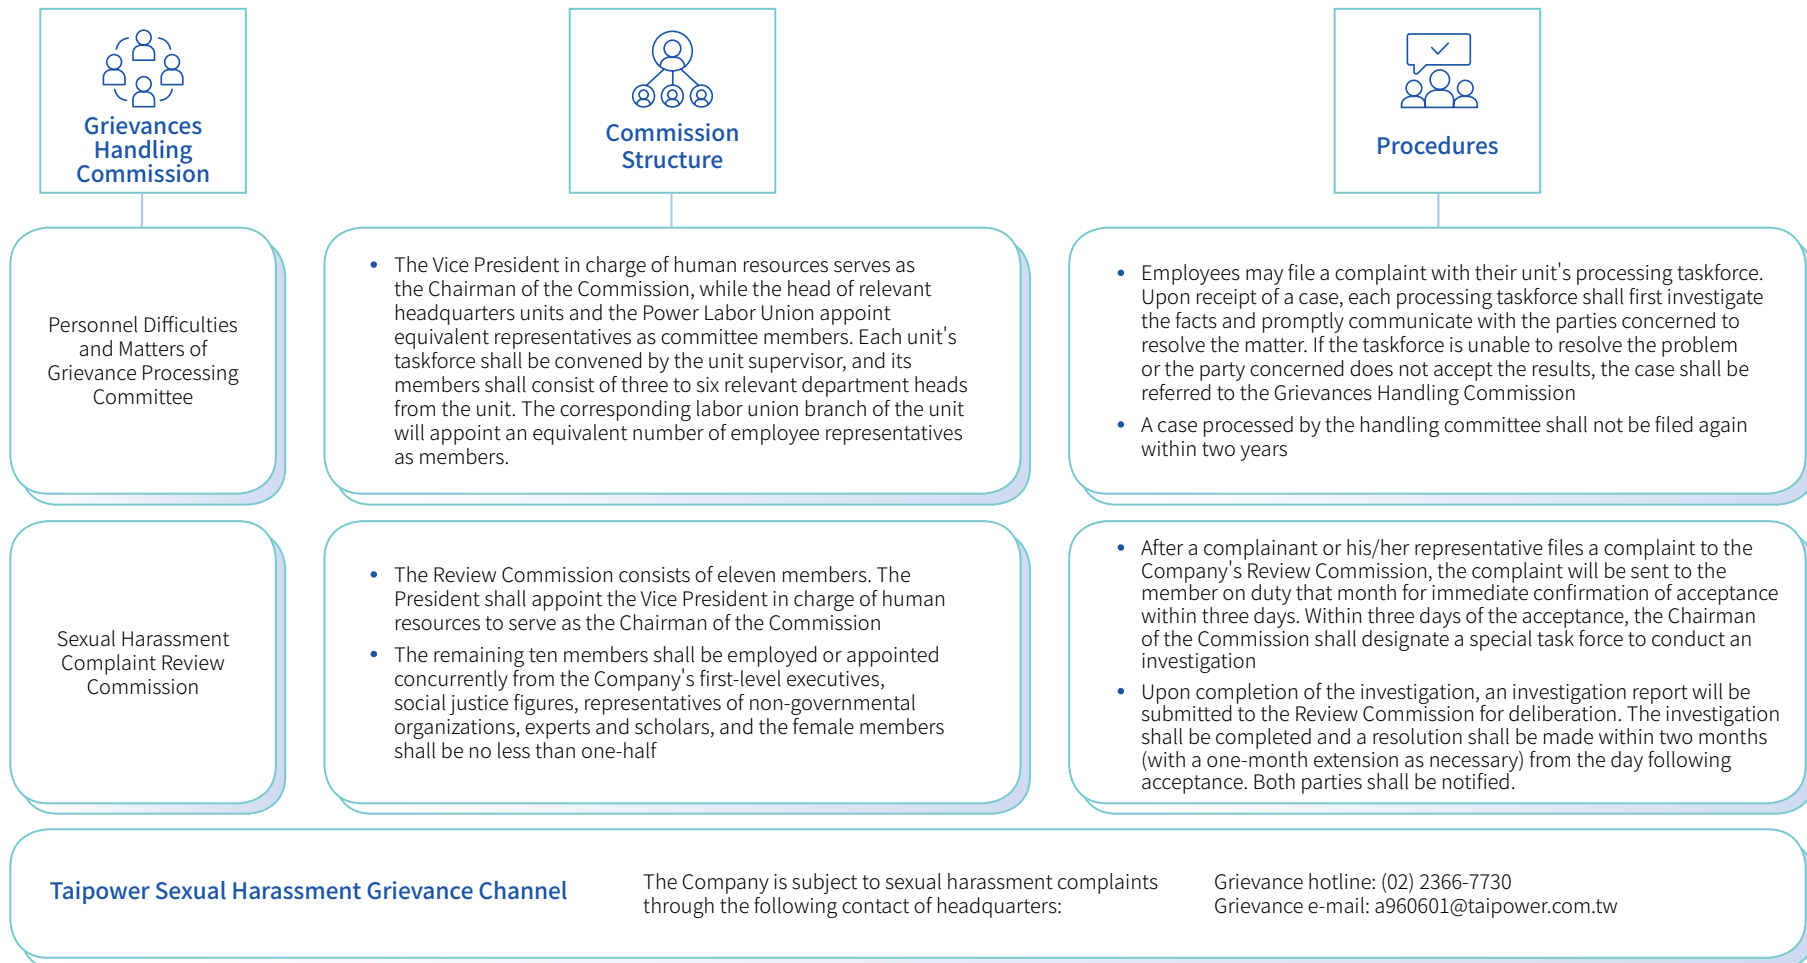 Grievances
Handling
Commission
Commission
Structure
Procedures
Personnel Difficulties
and Matters of
Grievance Processing
Committee
• The Vice President in charge of human resources serves as
the Chairman of the Commission, while the head of relevant
headquarters units and the Power Labor Union appoint
equivalent representatives as committee members. Each unit's
taskforce shall be convened by the unit supervisor, and its
members shall consist of three to six relevant department heads
from the unit. The corresponding labor union branch of the unit
will appoint an equivalent number of employee representatives
as members.
• Employees may file a complaint with their unit's processing taskforce.
Upon receipt of a case, each processing taskforce shall first investigate
the facts and promptly communicate with the parties concerned to
resolve the matter. If the taskforce is unable to resolve the problem
or the party concerned does not accept the results, the case shall be
referred to the Grievances Handling Commission
• A case processed by the handling committee shall not be filed again
within two years
Sexual Harassment
Complaint Review
Commission
• The Review Commission consists of eleven members. The
President shall appoint the Vice President in charge of human
resources to serve as the Chairman of the Commission
• The remaining ten members shall be employed or appointed
concurrently from the Company's first-level executives,
social justice figures, representatives of non-governmental
organizations, experts and scholars, and the female members
shall be no less than one-half
• After a complainant or his/her representative files a complaint to the
Company's Review Commission, the complaint will be sent to the
member on duty that month for immediate confirmation of acceptance
within three days. Within three days of the acceptance, the Chairman
of the Commission shall designate a special task force to conduct an
investigation
• Upon completion of the investigation, an investigation report will be
submitted to the Review Commission for deliberation. The investigation
shall be completed and a resolution shall be made within two months
(with a one-month extension as necessary) from the day following
acceptance. Both parties shall be notified.
Taipower Sexual Harassment Grievance Channel
The Company is subject to sexual harassment complaints
through the following contact of headquarters:
Grievance hotline: (02) 2366-7730
Grievance e-mail: a960601@taipower.com.tw